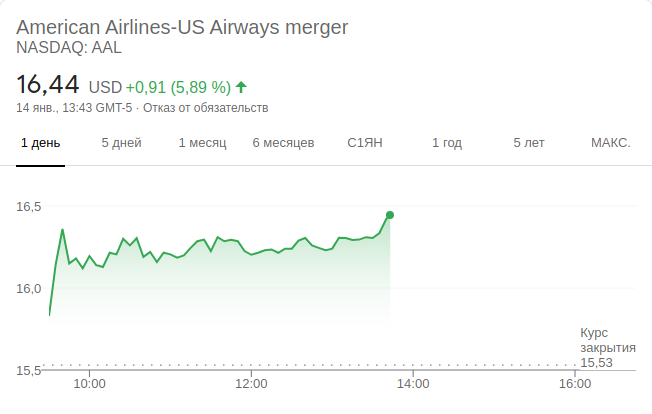 American Airlines-US Airways merger
NASDAQ: AAL
16,44 USD +0,91 (5,89 %)
14 янв., 13:43 GMT-5 · Отказ от обязательств
1 день 5 дней 1 месяц 6 месяцев С1ЯН 1 год 5 лет МАКС.
16,5
16,0
Курс
закрытия
15,53
15,5
10:00 12:00 14:00 16:00